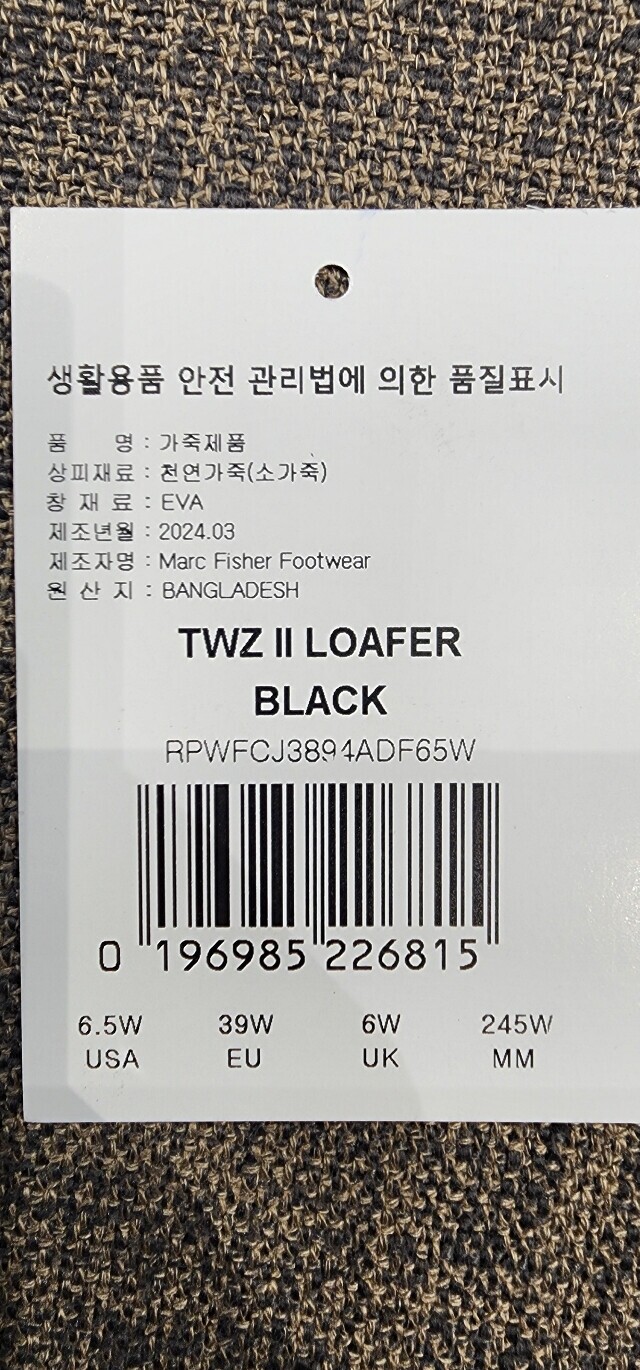 생활용품 안전 관리법에 의한 품질표시
품 명 : 가죽제품
상피재료 : 천연가죽(소가죽)
창 재 료 : EVA
제조년월 : 2024.03
제조자명 : Marc Fisher Footwear
원 산 지 : BANGLADESH
TWZ II LOAFER
BLACK
RPWFCJ3894ADF65W
0 196985 226815
6.5W 39W 6W 245W
USA EU UK MM